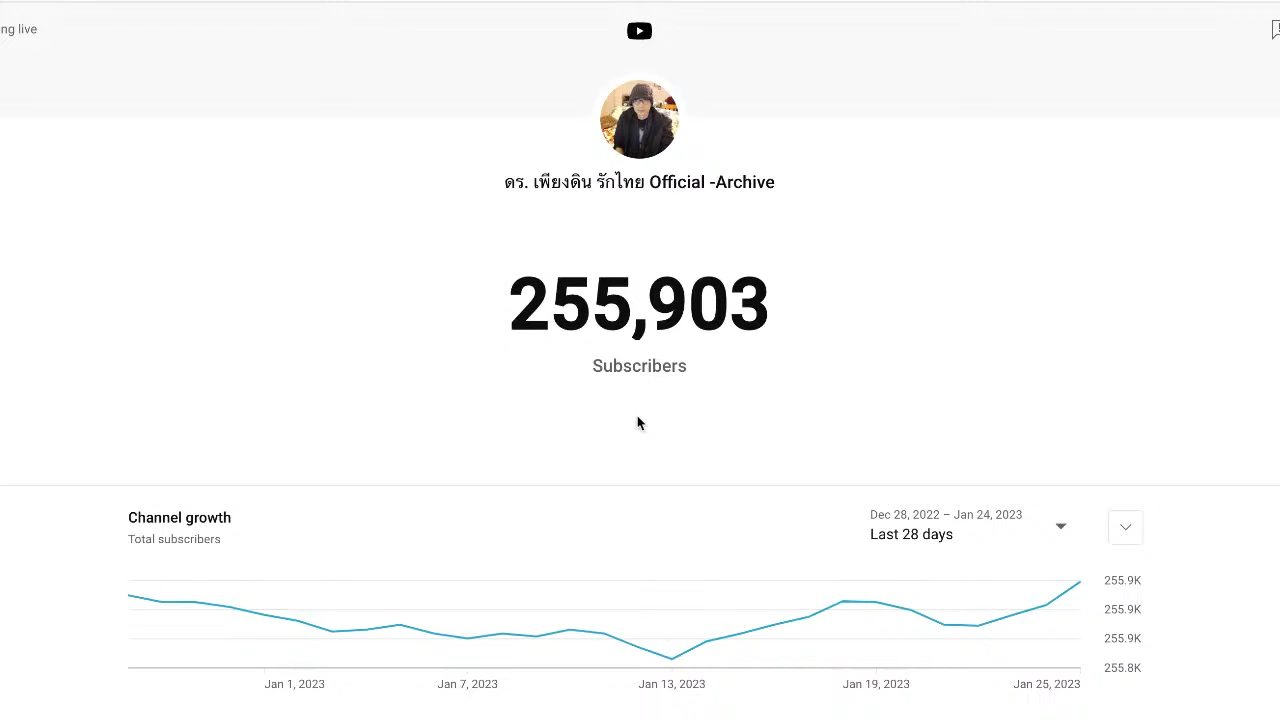 ng live
ดร. เพียงดิน รักไทย Official -Archive
255,903
Subscribers
Channel growth
Total subscribers
Dec 28, 2022 – Jan 24, 2023
Last 28 days
255.9K
255.9K
255.9K
255.8K
Jan 1, 2023
Jan 7, 2023
Jan 13, 2023
Jan 19, 2023
Jan 25, 2023